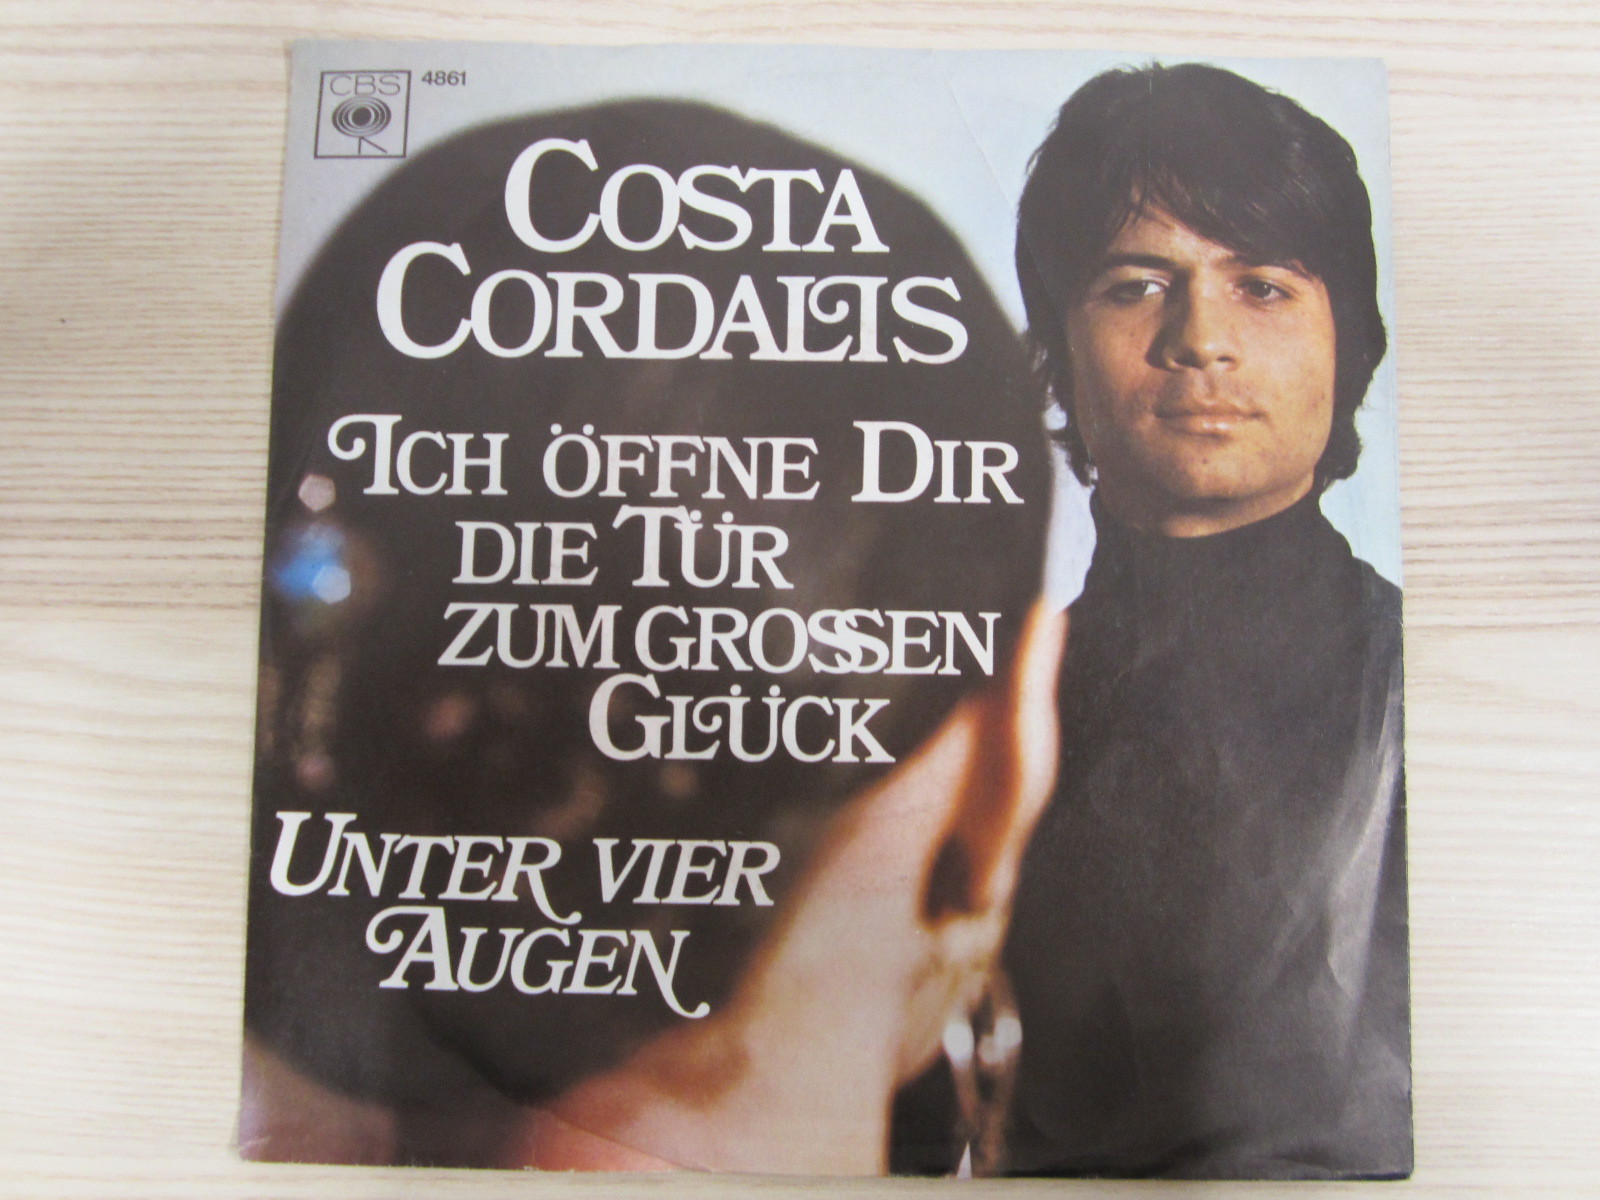 CBS 4861
COSTA
CORDALIS
ICH ÖFFNE DIR
DIE TÜR
ZUM GROSSEN
GLÜCK
UNTER VIER
AUGEN